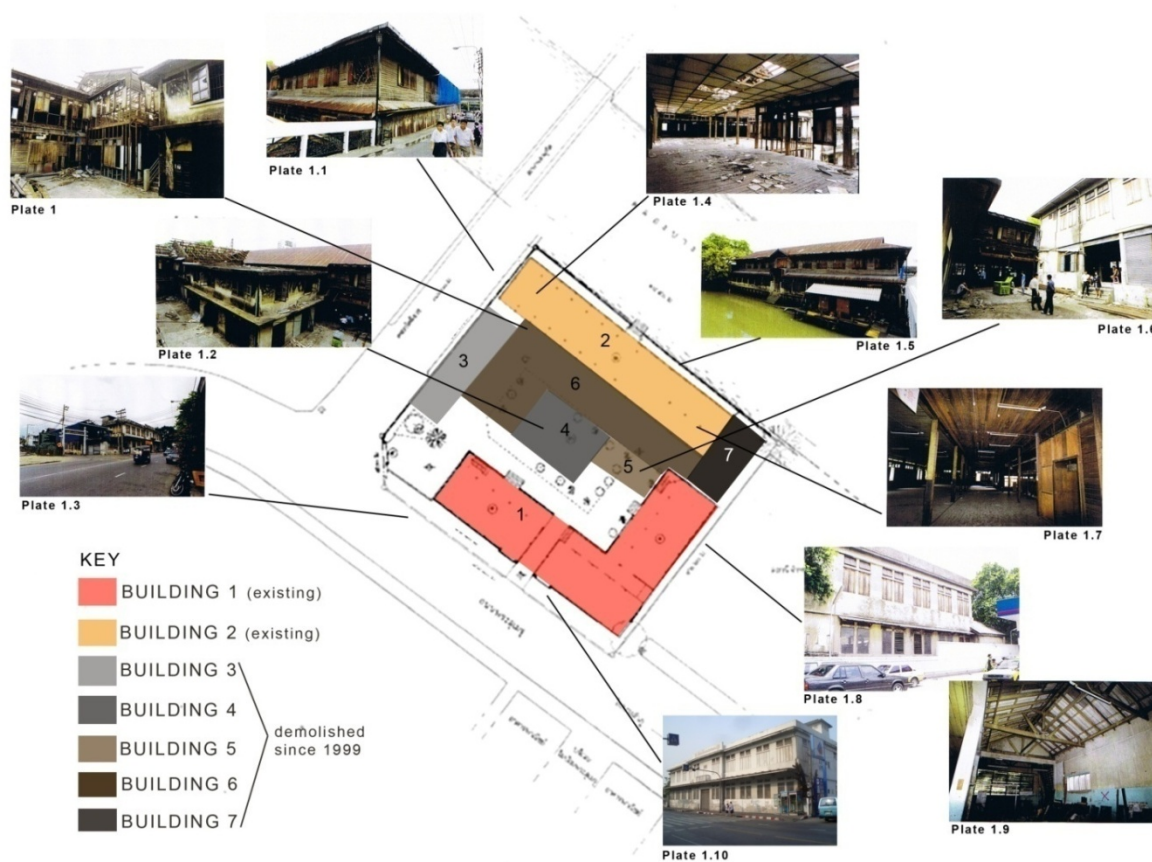 Plate 1
Plate 1.1
Plate 1.4
Plate 1.2
Plate 1.5
Plate 1.6
Plate 1.3
Plate 1.7
Plate 1.8
Plate 1.9
Plate 1.10
2
3
6
4
5
7
1
KEY
BUILDING 1 (existing)
BUILDING 2 (existing)
BUILDING 3
BUILDING 4
BUILDING 5
BUILDING 6
BUILDING 7
demolished
since 1999